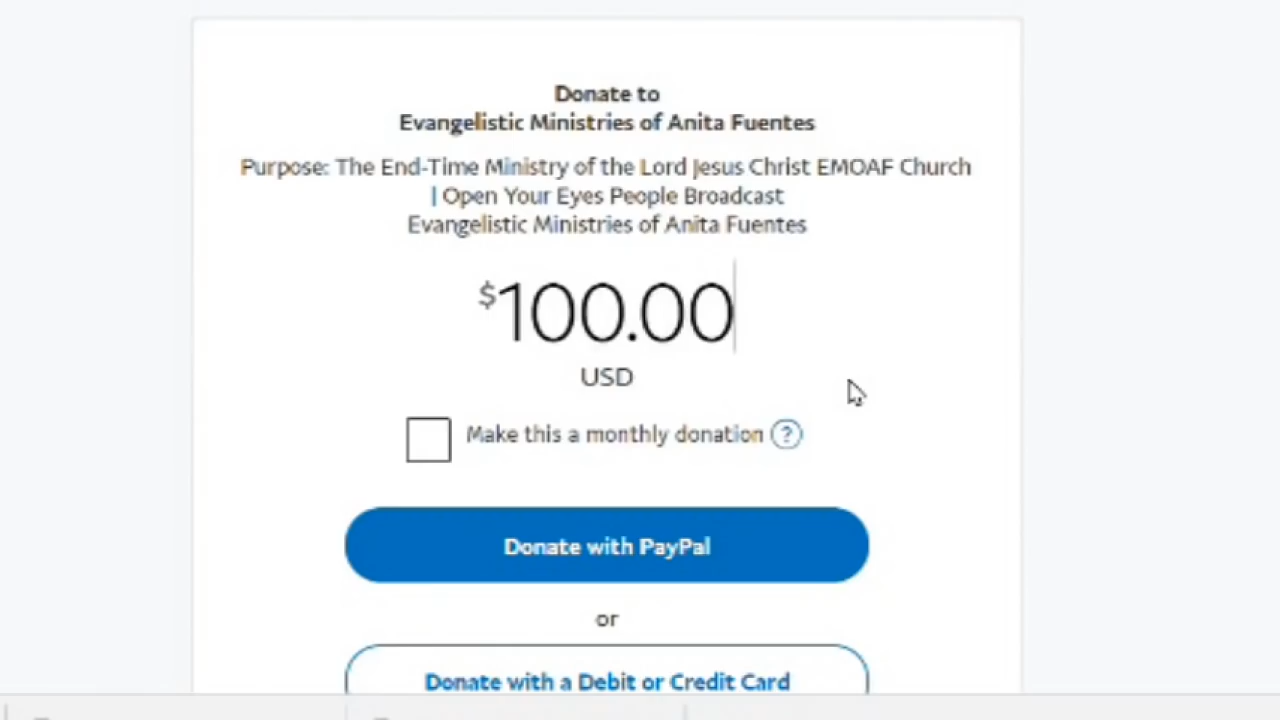 Donate to
Evangelistic Ministries of Anita Fuentes
Purpose: The End-Time Ministry of the Lord Jesus Christ EMOAF Church
| Open Your Eyes People Broadcast
Evangelistic Ministries of Anita Fuentes
$100.00
USD
Make this a monthly donation ?
Donate with PayPal
or
Donate with a Debit or Credit Card